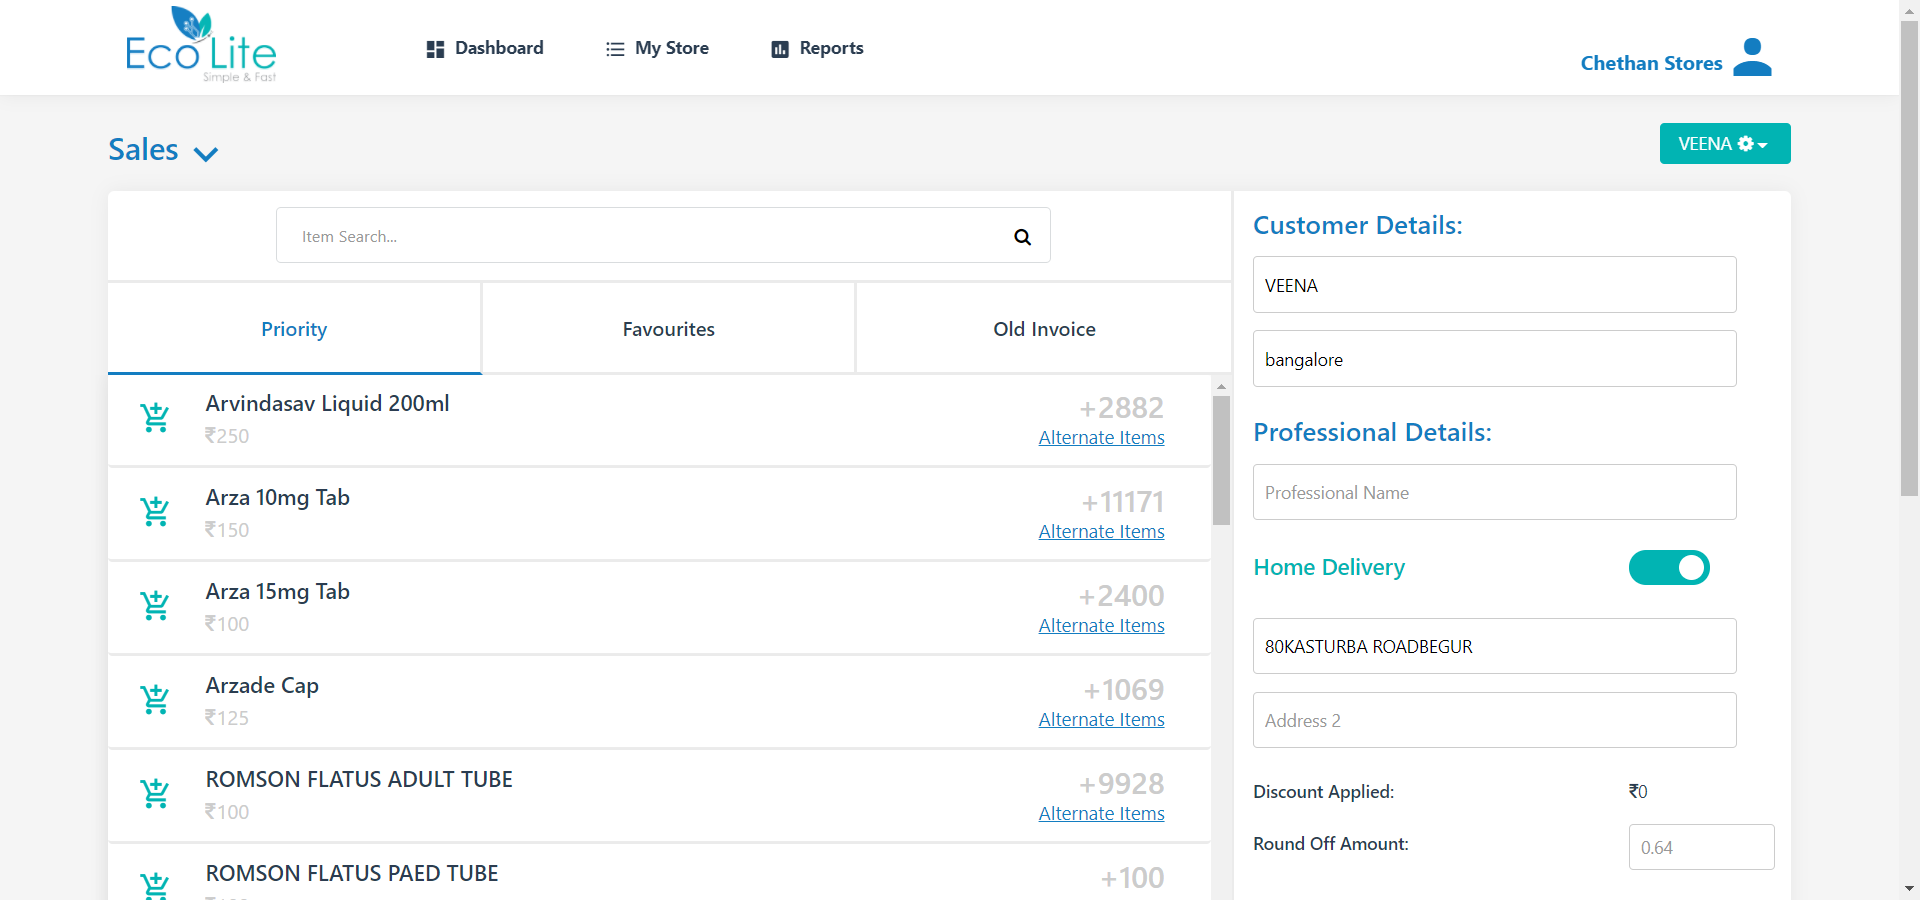 Eco Lite
Simple & Fast
Dashboard
My Store
Reports
Chethan Stores
Sales
VEENA
Item Search...
Priority
Favourites
Old Invoice
Arvindasav Liquid 200ml
₹250
+2882
Alternate Items
Arza 10mg Tab
₹150
+11171
Alternate Items
Arza 15mg Tab
₹100
+2400
Alternate Items
Arzade Cap
₹125
+1069
Alternate Items
ROMSON FLATUS ADULT TUBE
₹100
+9928
Alternate Items
ROMSON FLATUS PAED TUBE
+100
Customer Details:
VEENA
bangalore
Professional Details:
Professional Name
Home Delivery
80KASTURBA ROADBEGUR
Address 2
Discount Applied:
₹0
Round Off Amount:
0.64